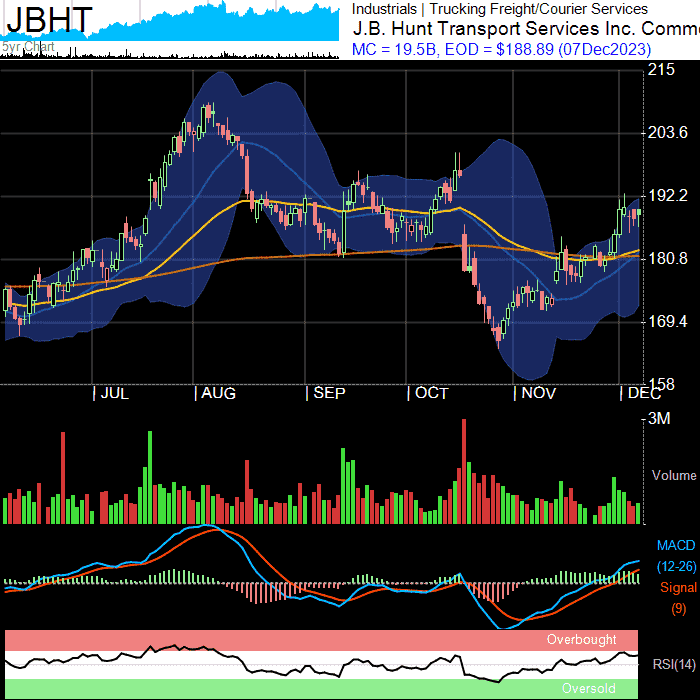 JBHT
5yr Chart
Industrials | Trucking Freight/Courier Services
J.B. Hunt Transport Services Inc. Comm
MC = 19.5B, EOD = $188.89 (07Dec2023)
215
203.6
192.2
180.8
169.4
158
| JUL | AUG | SEP | OCT | NOV | DEC
3M
Volume
MACD
(12-26)
Signal
(9)
Overbought
RSI(14)
Oversold